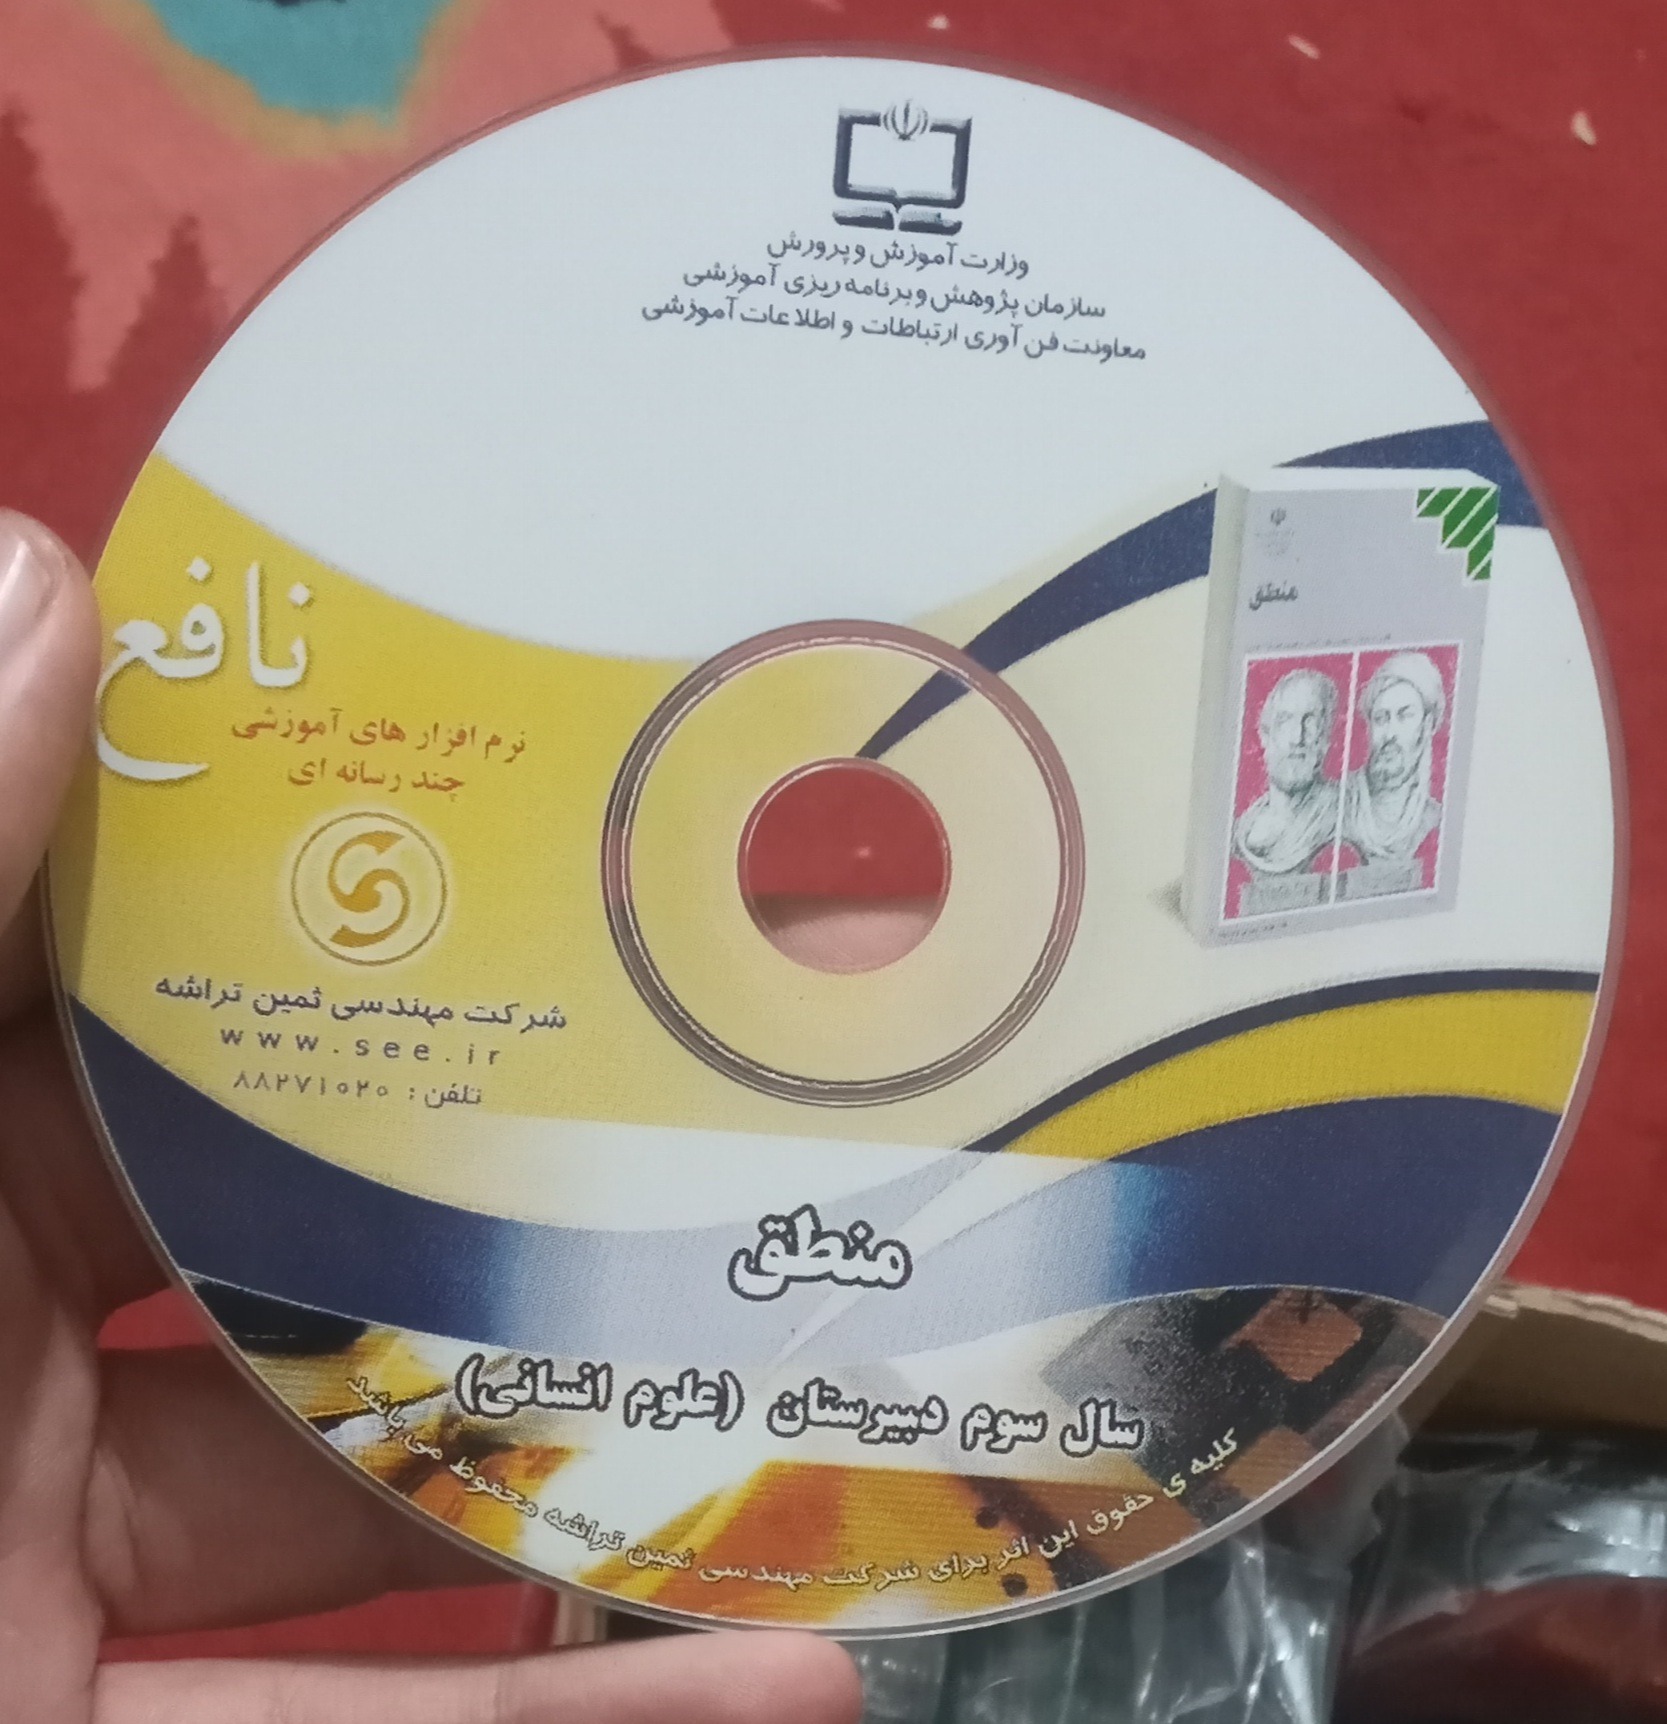 وزارت آموزش و پرورش
سازمان پژوهش و برنامه ریزی آموزشی
معاونت فن آوری ارتباطات و اطلاعات آموزشی
منطق
نافع
نرم افزار های آموزشی
چند رسانه ای
شرکت مهندسی ثمین تراشه
www.see.ir
تلفن : ۸۸۲۷۱۰۲۰
منطق
سال سوم دبیرستان (علوم انسانی)
کلیه ی حقوق این اثر برای شرکت مهندسی ثمین تراشه محفوظ می باشد